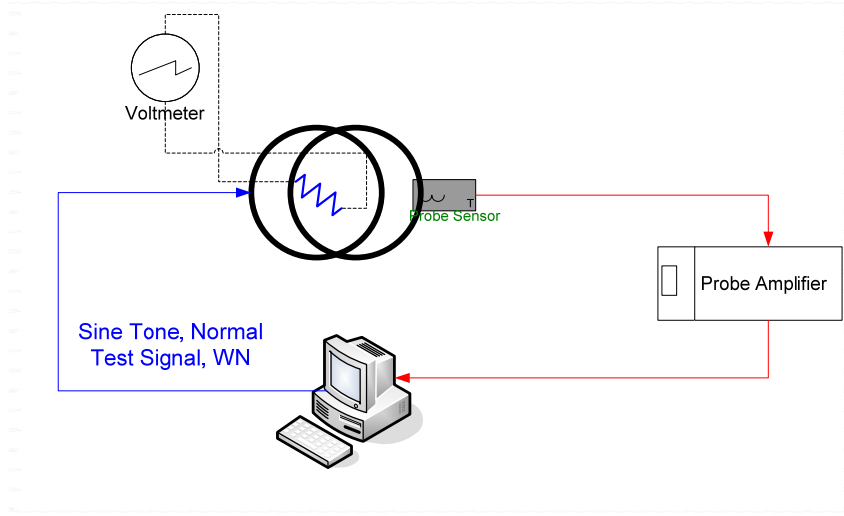 Voltmeter
T
Probe Sensor
Probe Amplifier
Sine Tone, Normal
Test Signal, WN